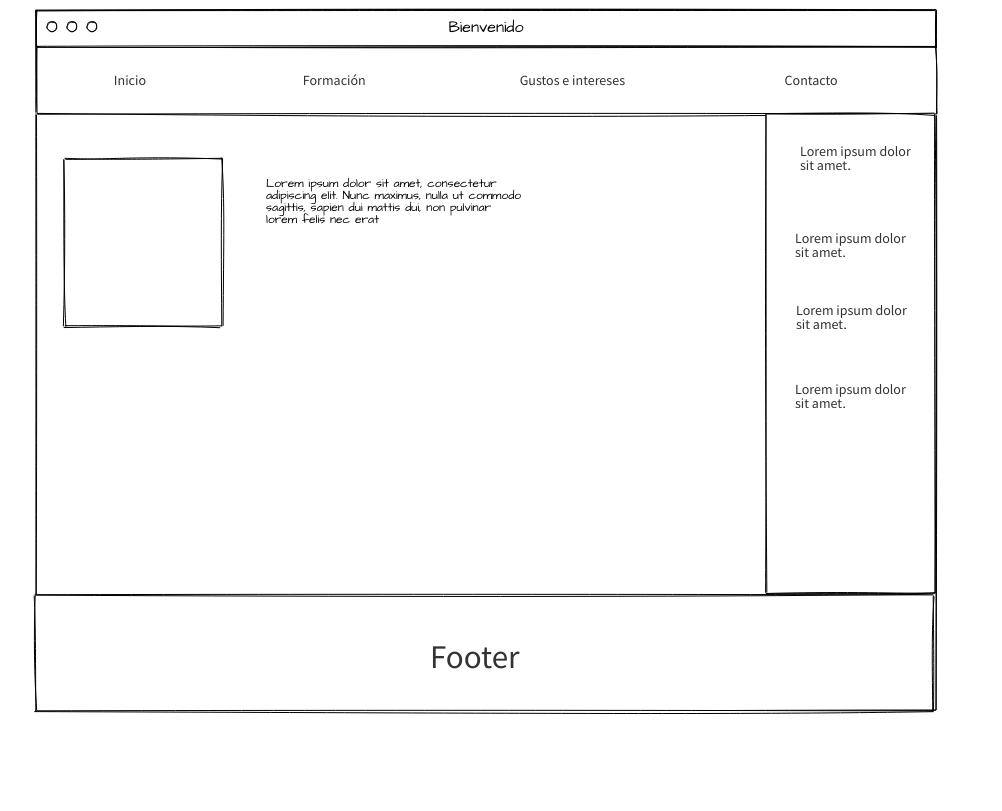 Bienvenido
Inicio
Formación
Gustos e intereses
Contacto
Lorem ipsum dolor sit amet, consectetur
adipiscing elit. Nunc maximus, nulla ut commodo
sagittis, sapien dui mattis dui, non pulvinar
lorem felis nec erat
Lorem ipsum dolor
sit amet.
Lorem ipsum dolor
sit amet.
Lorem ipsum dolor
sit amet.
Lorem ipsum dolor
sit amet.
Footer